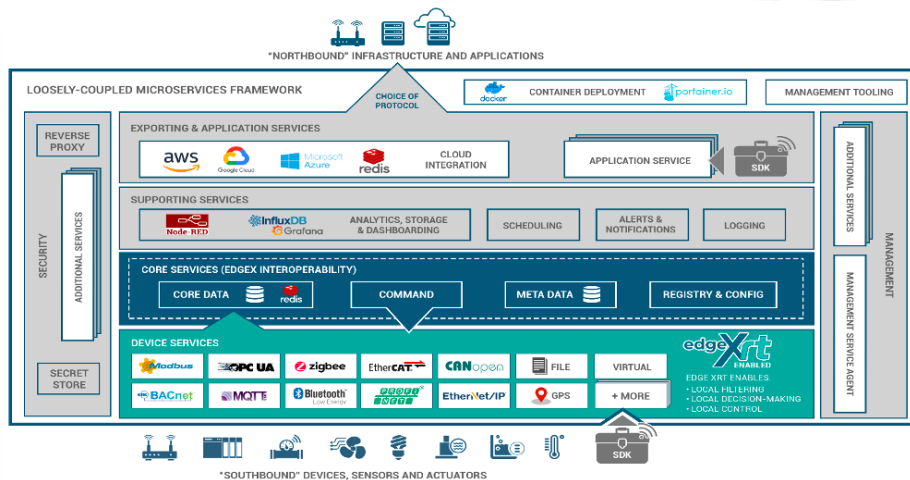 "NORTHBOUND" INFRASTRUCTURE AND APPLICATIONS
LOOSELY-COUPLED MICROSERVICES FRAMEWORK
CHOICE OF
PROTOCOL
docker
CONTAINER DEPLOYMENT
portainer.io
MANAGEMENT TOOLING
REVERSE
PROXY
SECURITY
ADDITIONAL SERVICES
SECRET
STORE
EXPORTING & APPLICATION SERVICES
aws
Google Cloud
Microsoft
Azure
redis
CLOUD
INTEGRATION
APPLICATION SERVICE
SDK
SUPPORTING SERVICES
Node-RED
InfluxDB
Grafana
ANALYTICS, STORAGE
& DASHBOARDING
SCHEDULING
ALERTS &
NOTIFICATIONS
LOGGING
CORE SERVICES (EDGEX INTEROPERABILITY)
CORE DATA
redis
COMMAND
META DATA
REGISTRY & CONFIG
DEVICE SERVICES
Modbus
OPC UA
zigbee
EtherCAT
CANopen
FILE
VIRTUAL
BACnet
MQTT
Bluetooth
Low Energy
PROFI
NET
EtherNet/IP
GPS
+ MORE
edgeXrt
ENABLED
EDGE XRT ENABLES:
• LOCAL FILTERING
• LOCAL DECISION-MAKING
• LOCAL CONTROL
ADDITIONAL SERVICES
MANAGEMENT
MANAGEMENT SERVICE AGENT
SDK
"SOUTHBOUND" DEVICES, SENSORS AND ACTUATORS